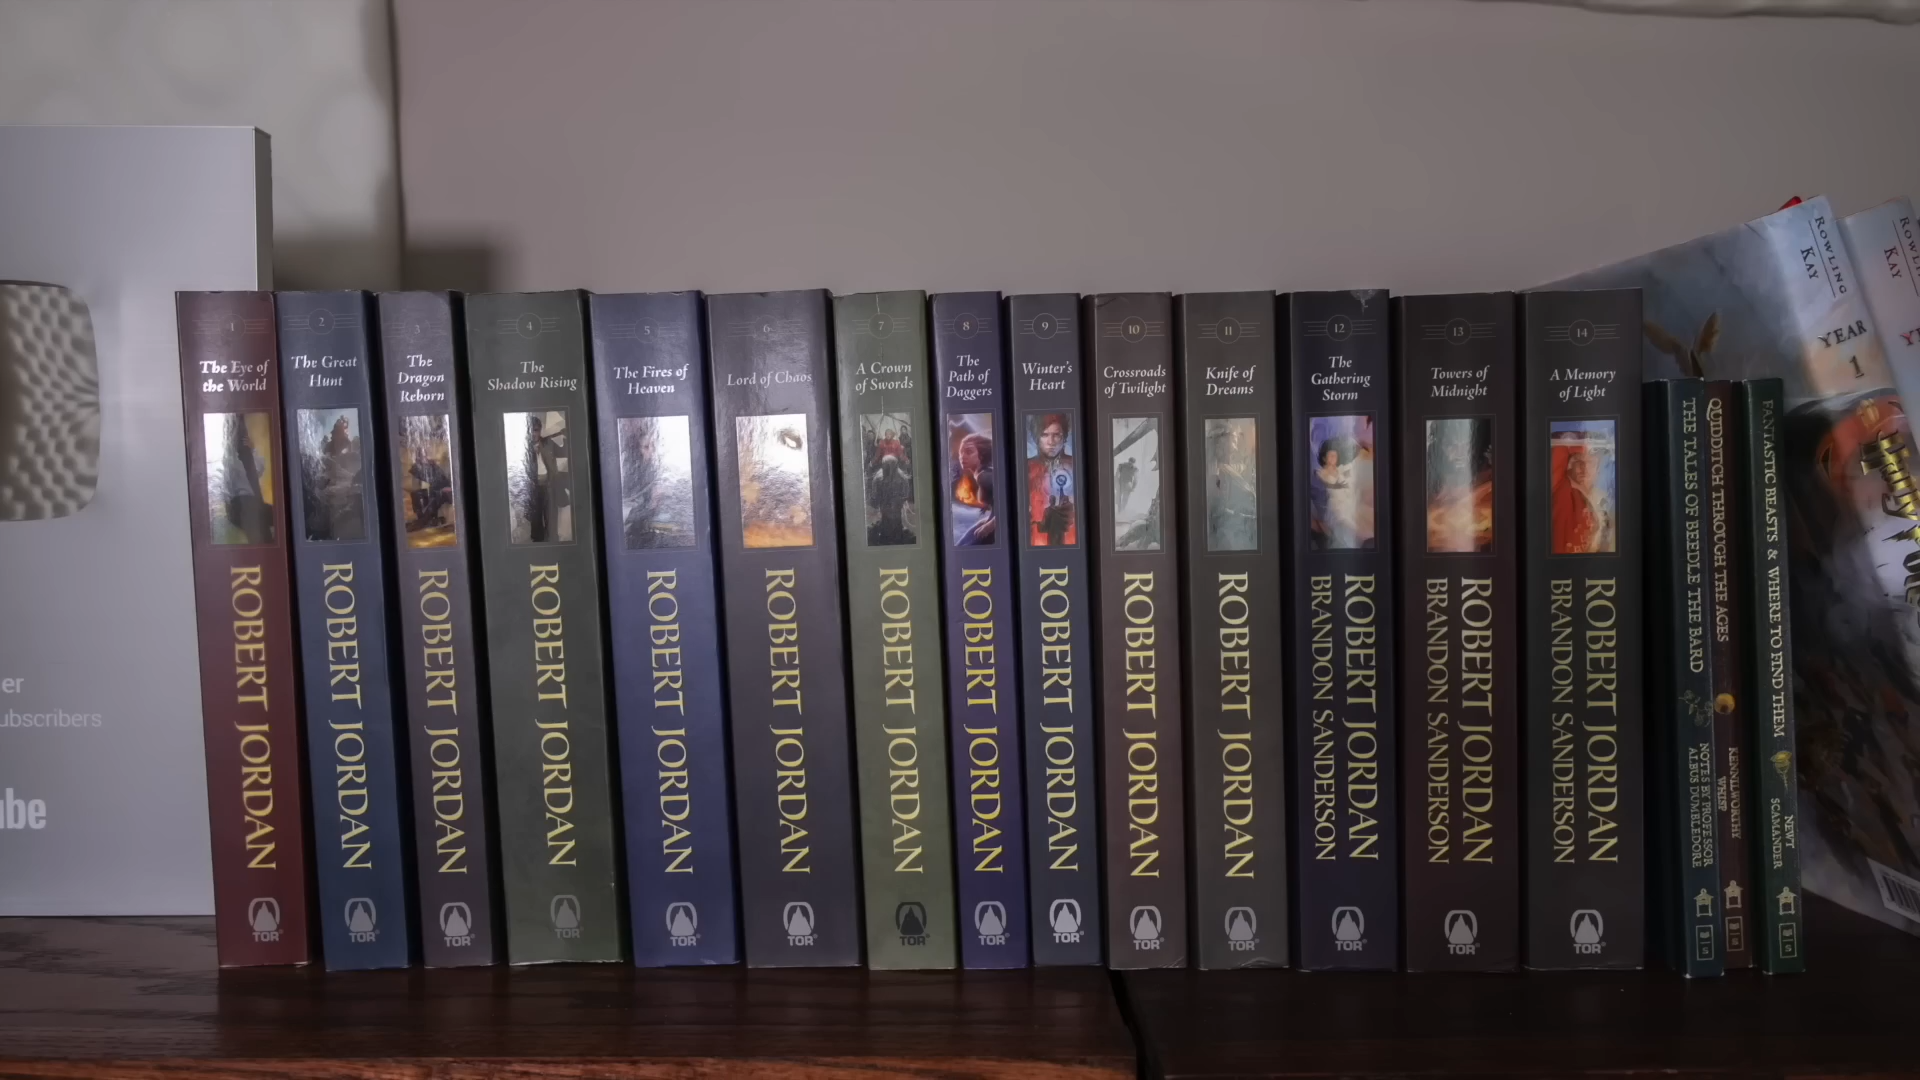 er
ubscribers
ube
1
The Eye of
the World
ROBERT JORDAN
TOR
2
The Great
Hunt
ROBERT JORDAN
TOR
3
The
Dragon
Reborn
ROBERT JORDAN
TOR
4
The
Shadow Rising
ROBERT JORDAN
TOR
5
The Fires of
Heaven
ROBERT JORDAN
TOR
6
Lord of Chaos
ROBERT JORDAN
TOR
7
A Crown
of Swords
ROBERT JORDAN
TOR
8
The
Path of
Daggers
ROBERT JORDAN
TOR
9
Winter's
Heart
ROBERT JORDAN
TOR
10
Crossroads
of Twilight
ROBERT JORDAN
TOR
11
Knife of
Dreams
ROBERT JORDAN
TOR
12
The
Gathering
Storm
ROBERT JORDAN
BRANDON SANDERSON
TOR
13
Towers of
Midnight
ROBERT JORDAN
BRANDON SANDERSON
TOR
14
A Memory
of Light
ROBERT JORDAN
BRANDON SANDERSON
TOR
THE TALES OF BEEDLE THE BARD
NOTES BY PROFESSOR
ALBUS DUMBLEDORE
QUIDDITCH THROUGH THE AGES
KENNILWORTHY
WHISP
FANTASTIC BEASTS & WHERE TO FIND THEM
NEWT
SCAMANDER
ROWLING
KAY
YEAR
1
Harry
KAY